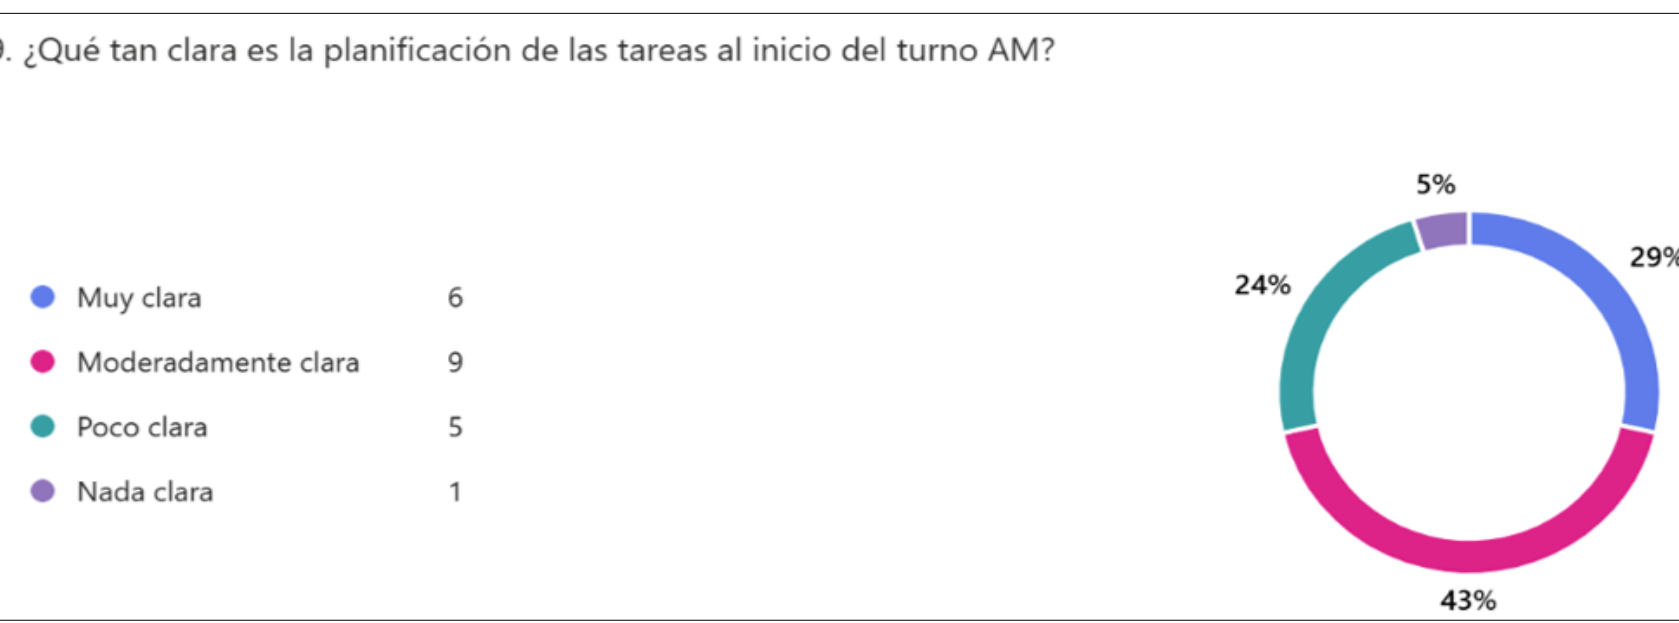 9. ¿Qué tan clara es la planificación de las tareas al inicio del turno AM?
5%
29%
24%
Muy clara 6
Moderadamente clara 9
Poco clara 5
Nada clara 1
43%